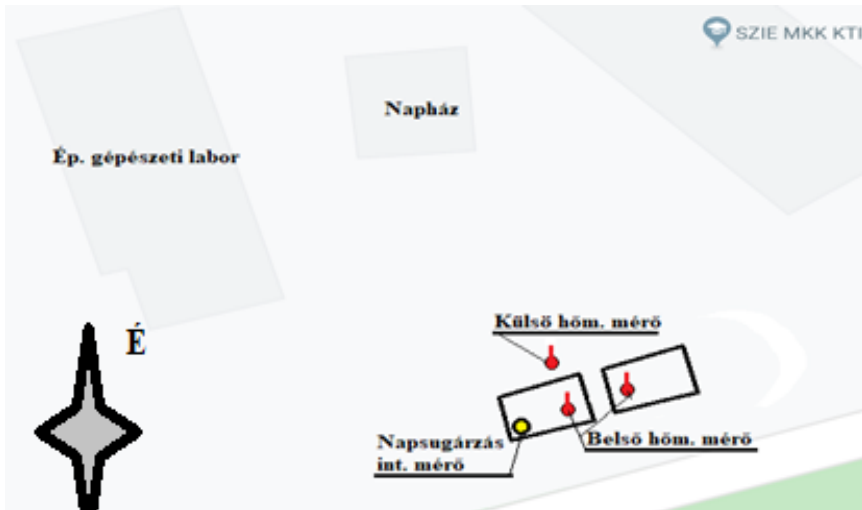 SZIE MKK KTI
Napház
Ép. gépészeti labor
É
Külső hőm. mérő
Napsugárzás
int. mérő
Belső hőm. mérő